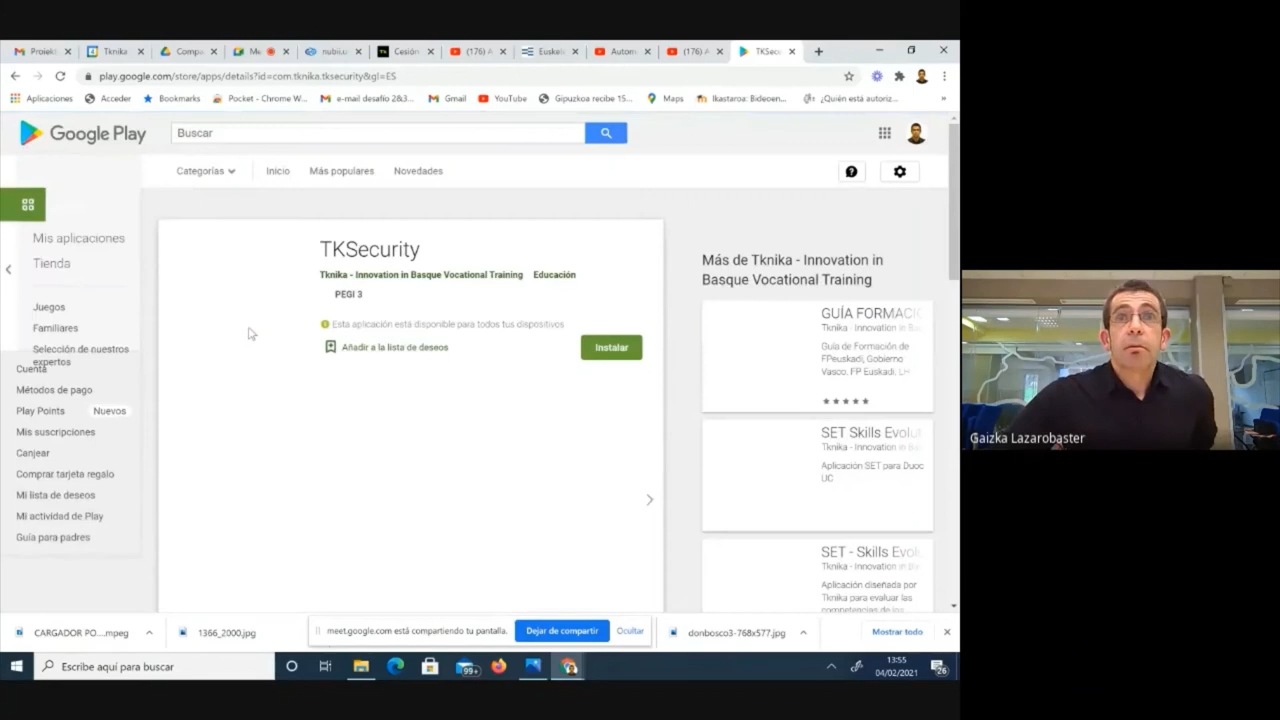 Proiekt
Tknika
Compa
Me
nubii.u
Cesión
(176) A
Euskel
Autom
(176) A
TKSecu
play.google.com/store/apps/details?id=com.tknika.tksecurity&gl=ES
Aplicaciones
Acceder
Bookmarks
Pocket - Chrome W...
e-mail desafío 2&3...
Gmail
YouTube
Gipuzkoa recibe 15...
Maps
Ikastaroa: Bideoen...
¿Quién está autoriz...
»
Google Play
Buscar
Categorías
Inicio
Más populares
Novedades
Mis aplicaciones
Tienda
Juegos
Familiares
Selección de nuestros
expertos
Cuenta
Métodos de pago
Play Points Nuevos
Mis suscripciones
Canjear
Comprar tarjeta regalo
Mi lista de deseos
Mi actividad de Play
Guía para padres
TKSecurity
Tknika - Innovation in Basque Vocational Training Educación
PEGI 3
Esta aplicación está disponible para todos tus dispositivos
Añadir a la lista de deseos
Instalar
Más de Tknika - Innovation in
Basque Vocational Training
GUÍA FORMACIÓ
Tknika - Innovation in Ba
Guía de Formación de
FPeuskadi, Gobierno
Vasco, FP Euskadi, LH
SET Skills Evolut
Tknika - Innovation in Ba
Aplicación SET para Duoc
UC
SET - Skills Evol
Tknika - Innovation in Ba
Aplicación diseñada por
Tknika para evaluar las
competencias de los
Gaizka Lazarobaster
CARGADOR PO....mpeg
1366_2000.jpg
meet.google.com está compartiendo tu pantalla.
Dejar de compartir
Ocultar
donbosco3-768x577.jpg
Mostrar todo
Escribe aquí para buscar
99+
13:55
04/02/2021
26